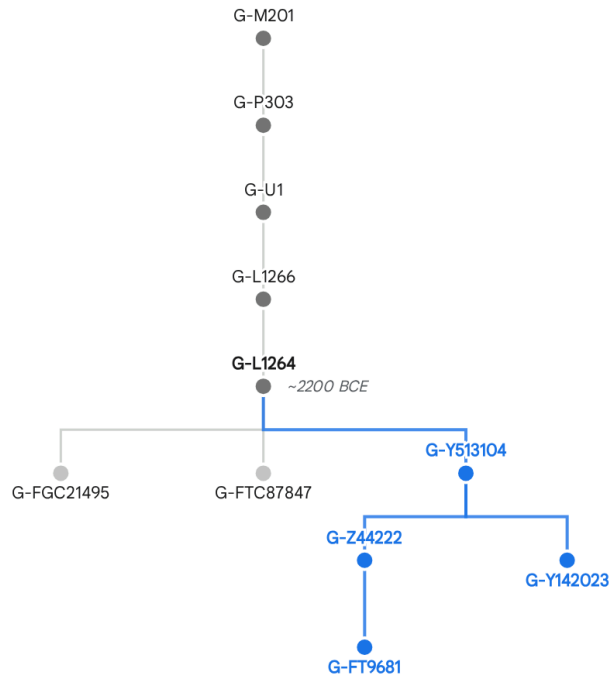 G-M201
G-P303
G-U1
G-L1266
G-L1264
~2200 BCE
G-Y513104
G-FGC21495
G-FTC87847
G-Z44222
G-Y142023
G-FT9681